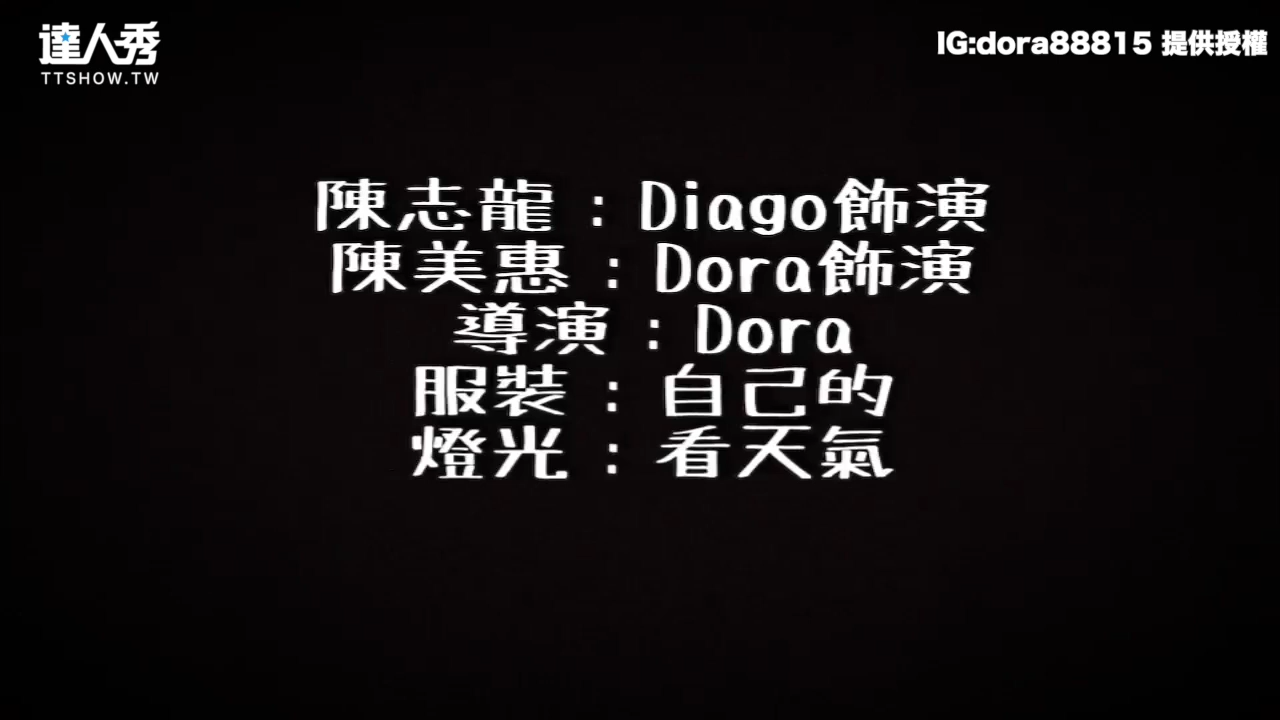 達人秀
TTSHOW.TW
IG:dora88815 提供授權
陳志龍：Diago飾演
陳美惠：Dora飾演
導演：Dora
服裝：自己的
燈光：看天氣